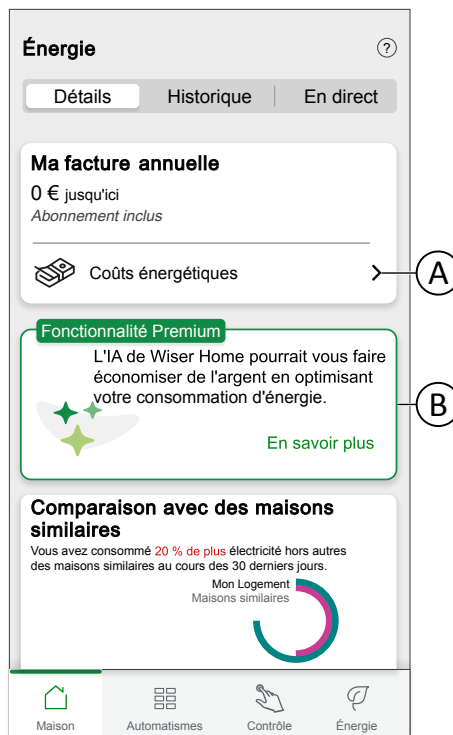 Énergie
?
Détails
Historique
En direct
Ma facture annuelle
0 € jusqu'ici
Abonnement inclus
Coûts énergétiques
A
Fonctionnalité Premium
L'IA de Wiser Home pourrait vous faire
économiser de l'argent en optimisant
votre consommation d'énergie.
B
En savoir plus
Comparaison avec des maisons
similaires
Vous avez consommé 20 % de plus électricité hors autres
des maisons similaires au cours des 30 derniers jours.
Mon Logement
Maisons similaires
Maison
Automatismes
Contrôle
Énergie